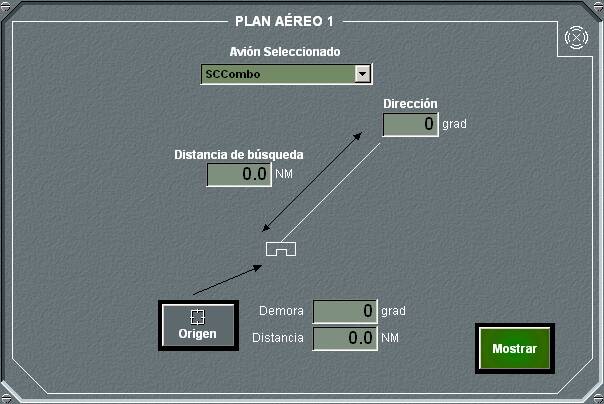 PLAN AÉREO 1
Avión Seleccionado
SCCombo
Dirección
0 grad
Distancia de búsqueda
0.0 NM
Origen
Demora 0 grad
Distancia 0.0 NM
Mostrar